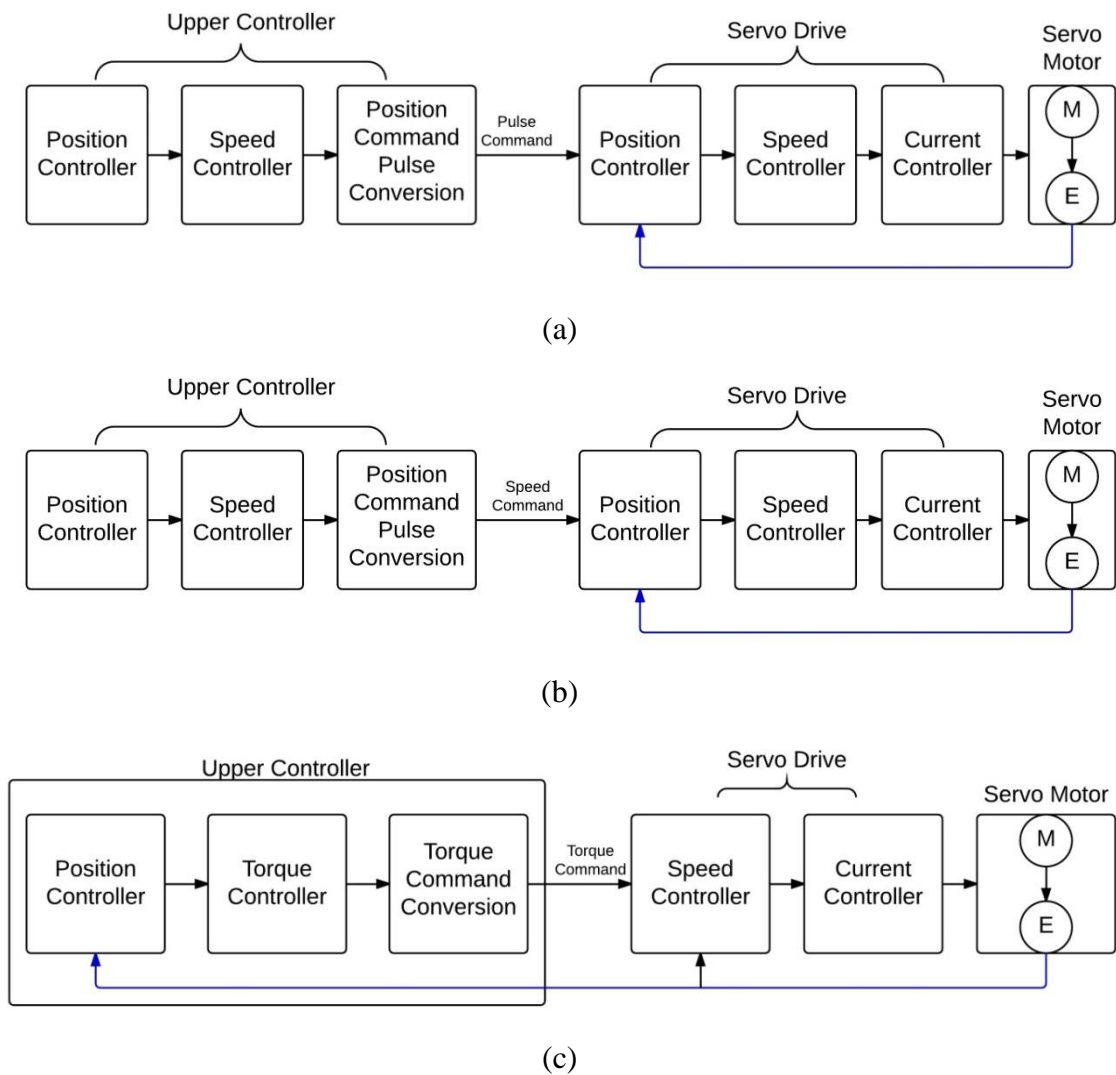 Upper Controller
Servo Drive
Servo
Motor
Position
Controller
Speed
Controller
Position
Command
Pulse
Conversion
Pulse
Command
Position
Controller
Speed
Controller
Current
Controller
M
E
(a)
Upper Controller
Servo Drive
Servo
Motor
Position
Controller
Speed
Controller
Position
Command
Pulse
Conversion
Speed
Command
Position
Controller
Speed
Controller
Current
Controller
M
E
(b)
Upper Controller
Servo Drive
Servo Motor
Position
Controller
Torque
Controller
Torque
Command
Conversion
Torque
Command
Speed
Controller
Current
Controller
M
E
(c)